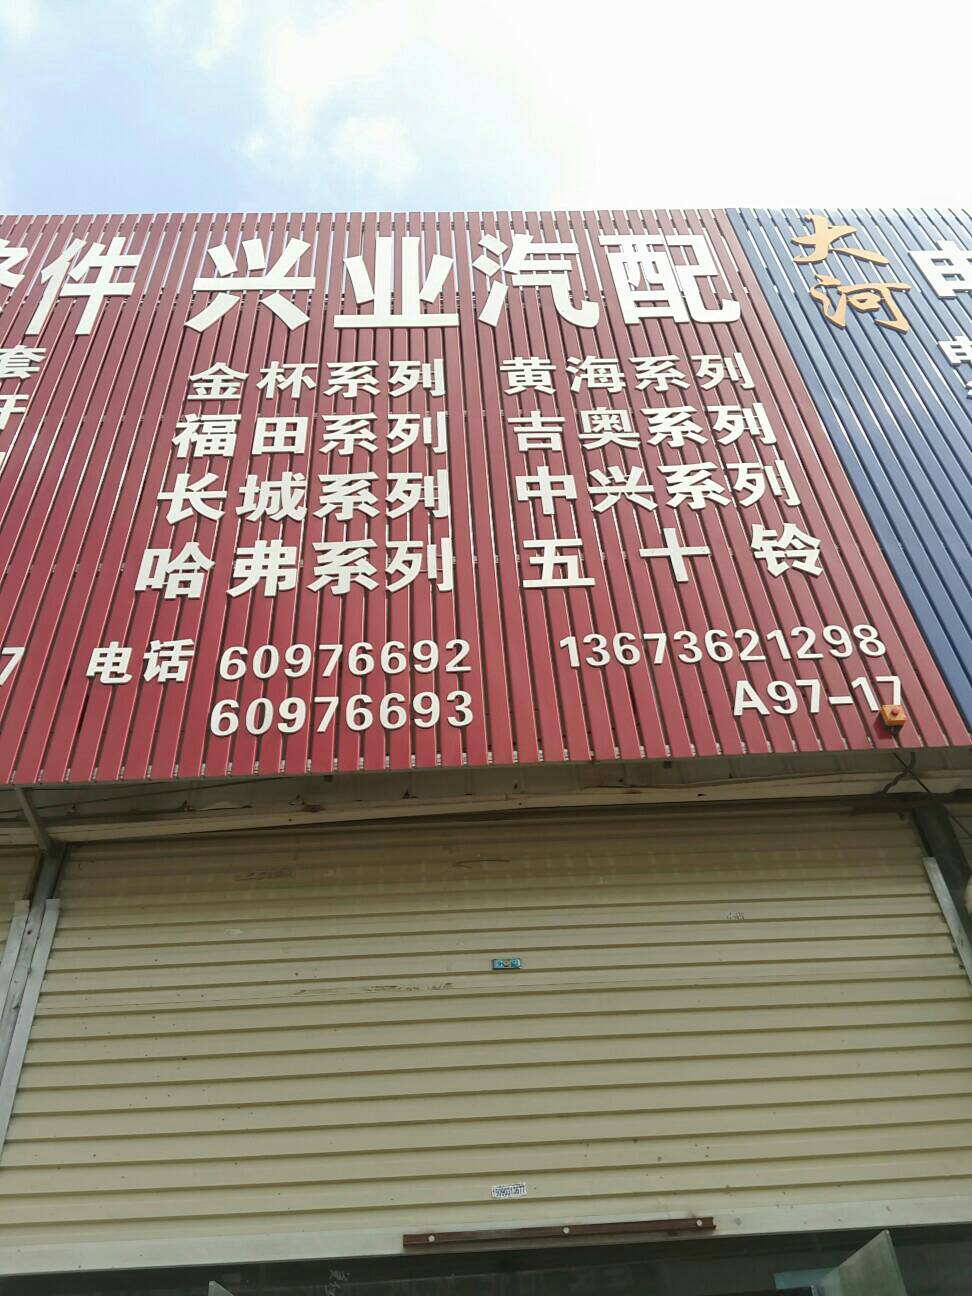 件
兴业汽配
金杯系列 黄海系列
福田系列 吉奥系列
长城系列 中兴系列
哈弗系列 五十铃
电话 60976692 13673621298
60976693 A97-17
套
7
大河